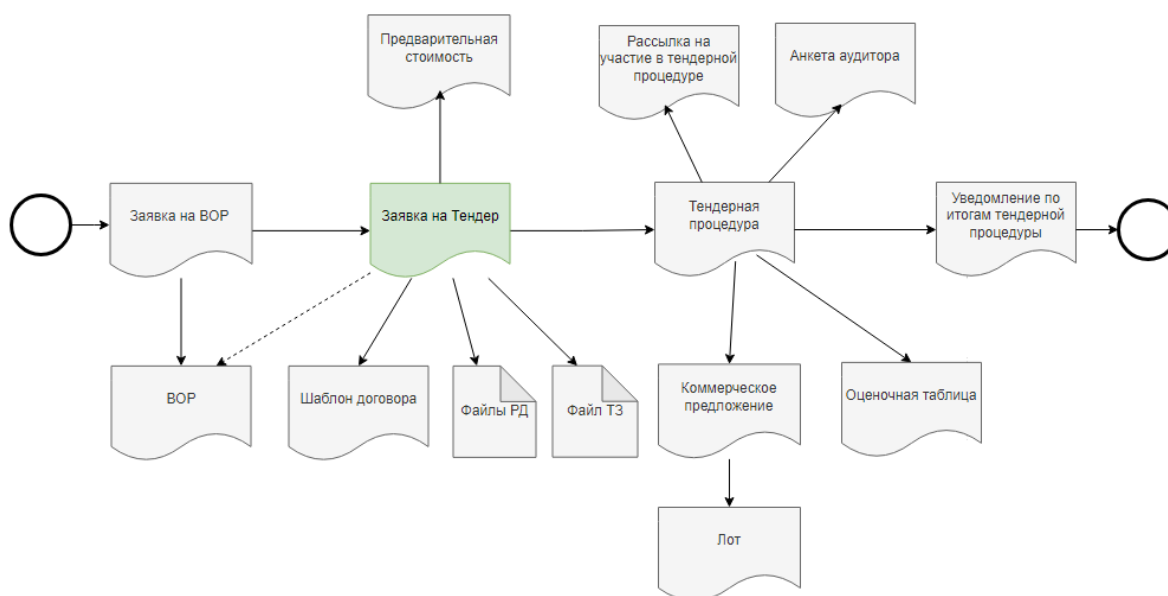 Предварительная
стоимость
Рассылка на
участие в тендерной
процедуре
Анкета аудитора
Заявка на ВОР
Заявка на Тендер
Тендерная
процедура
Уведомление по
итогам тендерной
процедуры
ВОР
Шаблон договора
Файлы РД
Файл ТЗ
Коммерческое
предложение
Оценочная таблица
Лот